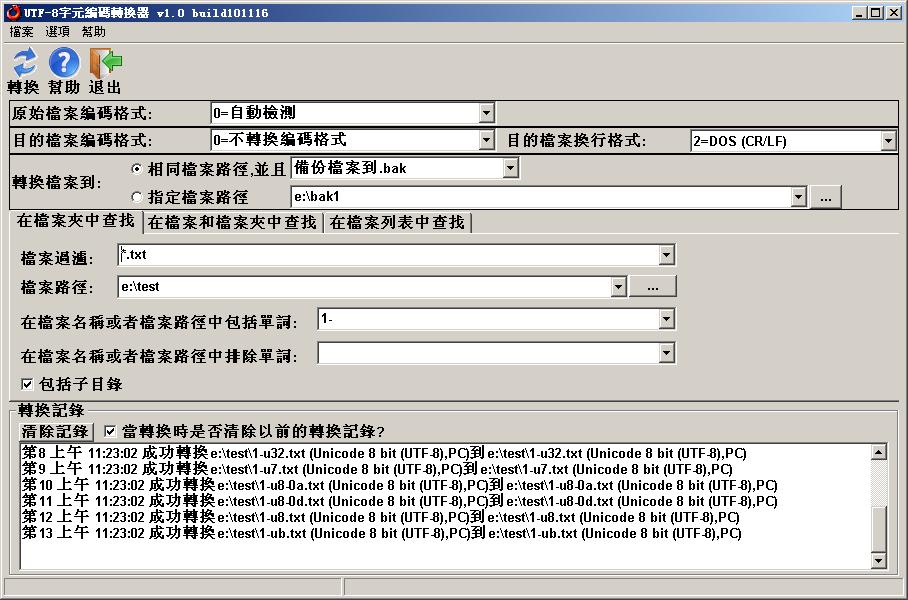 UTF-8字元編碼轉換器 v1.0 build101116
檔案 選項 幫助
轉換 幫助 退出
原始檔案編碼格式: 0=自動檢測
目的檔案編碼格式: 0=不轉換編碼格式 目的檔案換行格式: 2=DOS (CR/LF)
轉換檔案到: 相同檔案路徑,並且 備份檔案到.bak
指定檔案路徑 e:\bak1 ...
在檔案夾中查找 在檔案和檔案夾中查找 在檔案列表中查找
檔案過濾: *.txt
檔案路徑: e:\test ...
在檔案名稱或者檔案路徑中包括單詞: 1-
在檔案名稱或者檔案路徑中排除單詞:
包括子目錄
轉換記錄
清除記錄 當轉換時是否清除以前的轉換記錄?
第8 上午 11:23:02 成功轉換e:\test\1-u32.txt (Unicode 8 bit (UTF-8),PC)到e:\test\1-u32.txt (Unicode 8 bit (UTF-8),PC)
第9 上午 11:23:02 成功轉換e:\test\1-u7.txt (Unicode 8 bit (UTF-8),PC)到e:\test\1-u7.txt (Unicode 8 bit (UTF-8),PC)
第10 上午 11:23:02 成功轉換e:\test\1-u8-0a.txt (Unicode 8 bit (UTF-8),PC)到e:\test\1-u8-0a.txt (Unicode 8 bit (UTF-8),PC)
第11 上午 11:23:02 成功轉換e:\test\1-u8-0d.txt (Unicode 8 bit (UTF-8),PC)到e:\test\1-u8-0d.txt (Unicode 8 bit (UTF-8),PC)
第12 上午 11:23:02 成功轉換e:\test\1-u8.txt (Unicode 8 bit (UTF-8),PC)到e:\test\1-u8.txt (Unicode 8 bit (UTF-8),PC)
第13 上午 11:23:02 成功轉換e:\test\1-ub.txt (Unicode 8 bit (UTF-8),PC)到e:\test\1-ub.txt (Unicode 8 bit (UTF-8),PC)